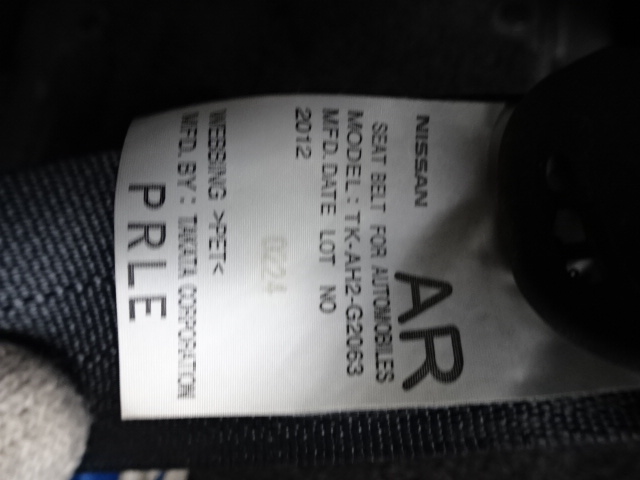 NISSAN AR
SEAT BELT FOR AUTOMOBILES
MODEL : TK-AH2-G2063
MFD.DATE LOT NO
2012 0224
WEBBING >PET<
MFD.BY : TAKATA CORPORATION
PRLE